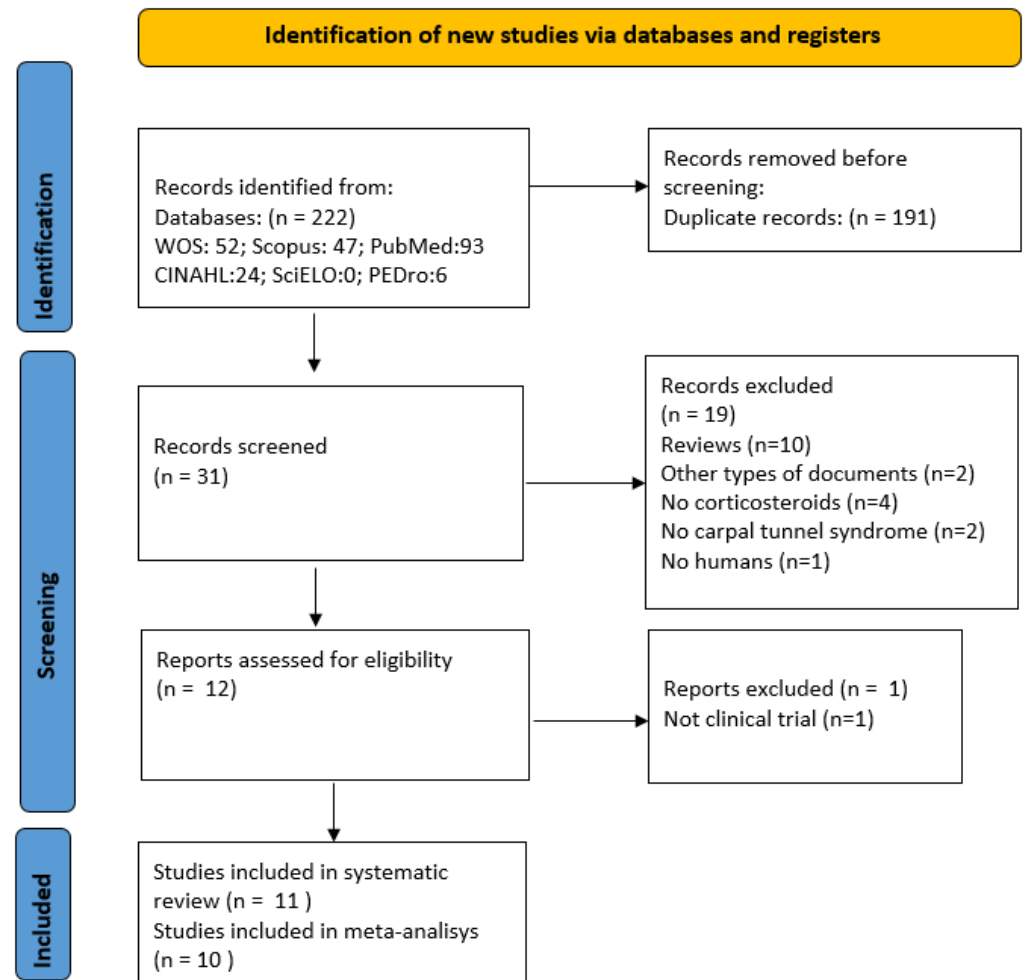 Identification of new studies via databases and registers
Identification
Records identified from:
Databases: (n = 222)
WOS: 52; Scopus: 47; PubMed:93
CINAHL:24; SciELO:0; PEDro:6
Records removed before
screening:
Duplicate records: (n = 191)
Screening
Records screened
(n = 31)
Records excluded
(n = 19)
Reviews (n=10)
Other types of documents (n=2)
No corticosteroids (n=4)
No carpal tunnel syndrome (n=2)
No humans (n=1)
Reports assessed for eligibility
(n = 12)
Reports excluded (n = 1)
Not clinical trial (n=1)
Included
Studies included in systematic
review (n = 11 )
Studies included in meta-analisys
(n = 10 )